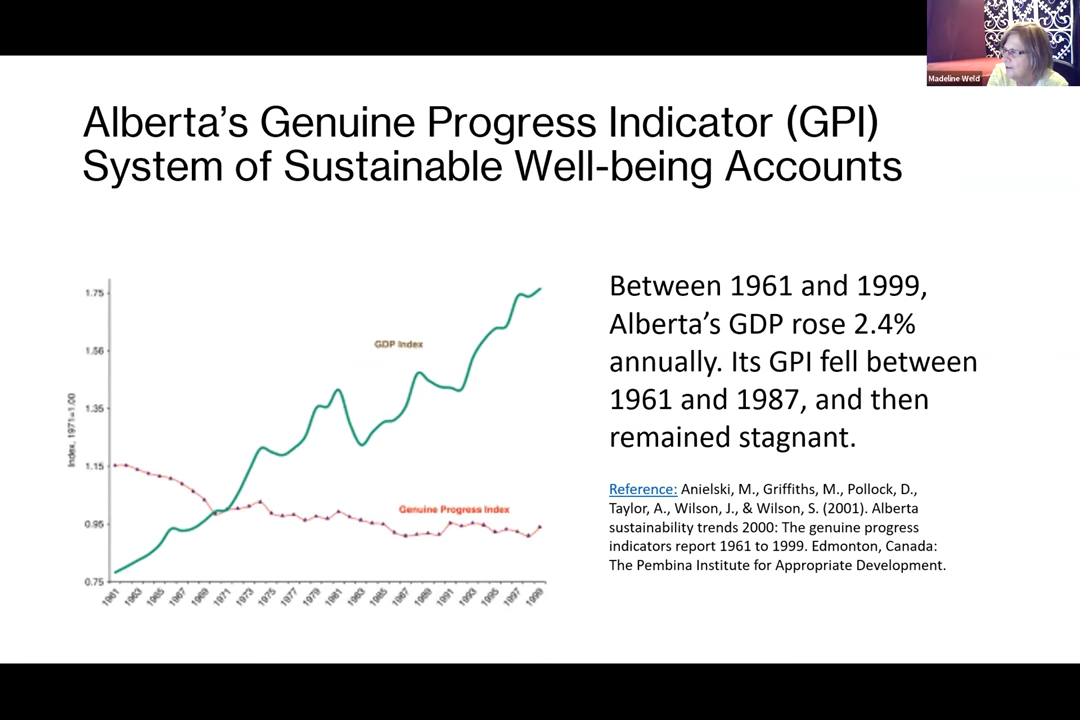 Madeline Weld
Alberta's Genuine Progress Indicator (GPI)
System of Sustainable Well-being Accounts
Between 1961 and 1999,
Alberta's GDP rose 2.4%
annually. Its GPI fell between
1961 and 1987, and then
remained stagnant.
Reference: Anielski, M., Griffiths, M., Pollock, D.,
Taylor, A., Wilson, J., & Wilson, S. (2001). Alberta
sustainability trends 2000: The genuine progress
indicators report 1961 to 1999. Edmonton, Canada:
The Pembina Institute for Appropriate Development.
Index, 1971=1.00
1.75
1.56
1.35
1.15
0.95
0.75
GDP Index
Genuine Progress Index
1961 1963 1965 1967 1969 1971 1973 1975 1977 1979 1981 1983 1985 1987 1989 1991 1993 1995 1997 1999